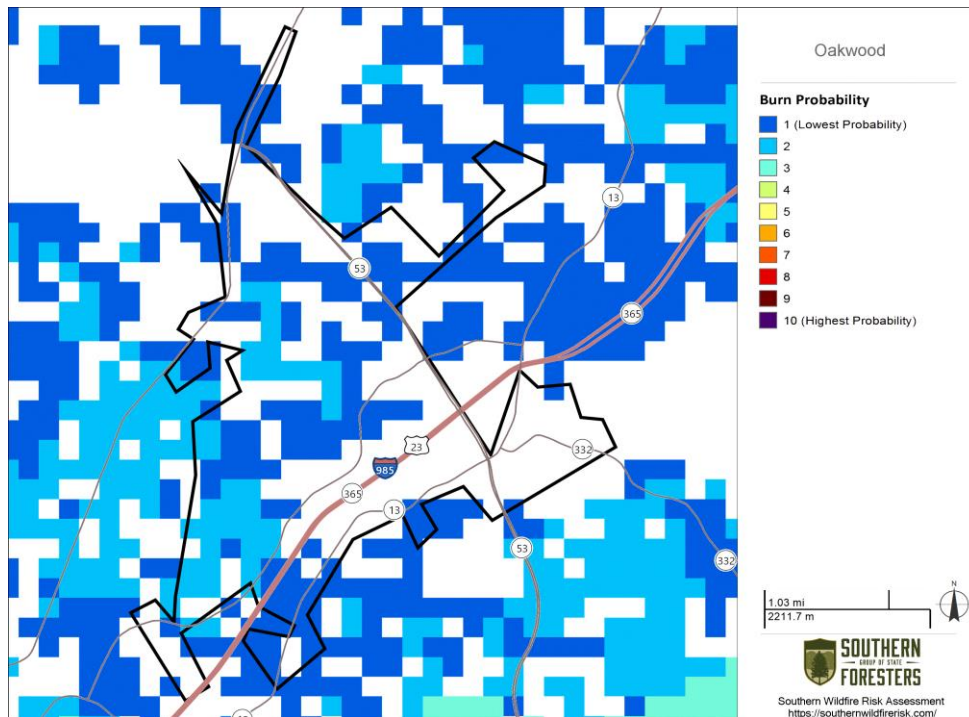 Oakwood
Burn Probability
1 (Lowest Probability)
2
3
4
5
6
7
8
9
10 (Highest Probability)
13
53
365
23
985
332
365
13
53
332
1.03 mi
2211.7 m
N
SOUTHERN
GROUP OF STATE
FORESTERS
Southern Wildfire Risk Assessment
https://southernwildfirerisk.com/